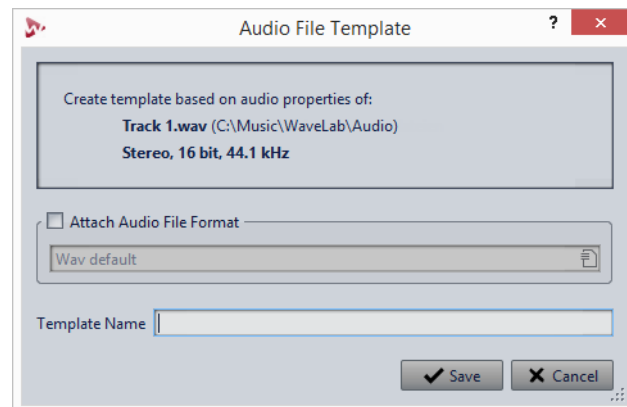 Audio File Template
?
Create template based on audio properties of:
Track 1.wav (C:\Music\WaveLab\Audio)
Stereo, 16 bit, 44.1 kHz
Attach Audio File Format
Wav default
Template Name
Save
Cancel